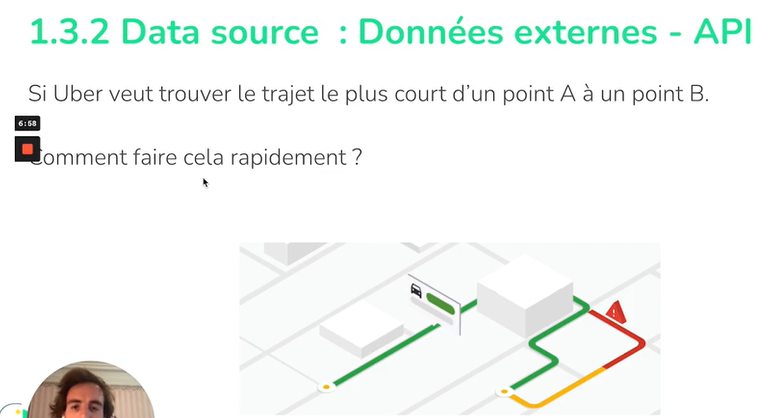 1.3.2 Data source : Données externes - API
Si Uber veut trouver le trajet le plus court d’un point A à un point B.
6:58
Comment faire cela rapidement ?